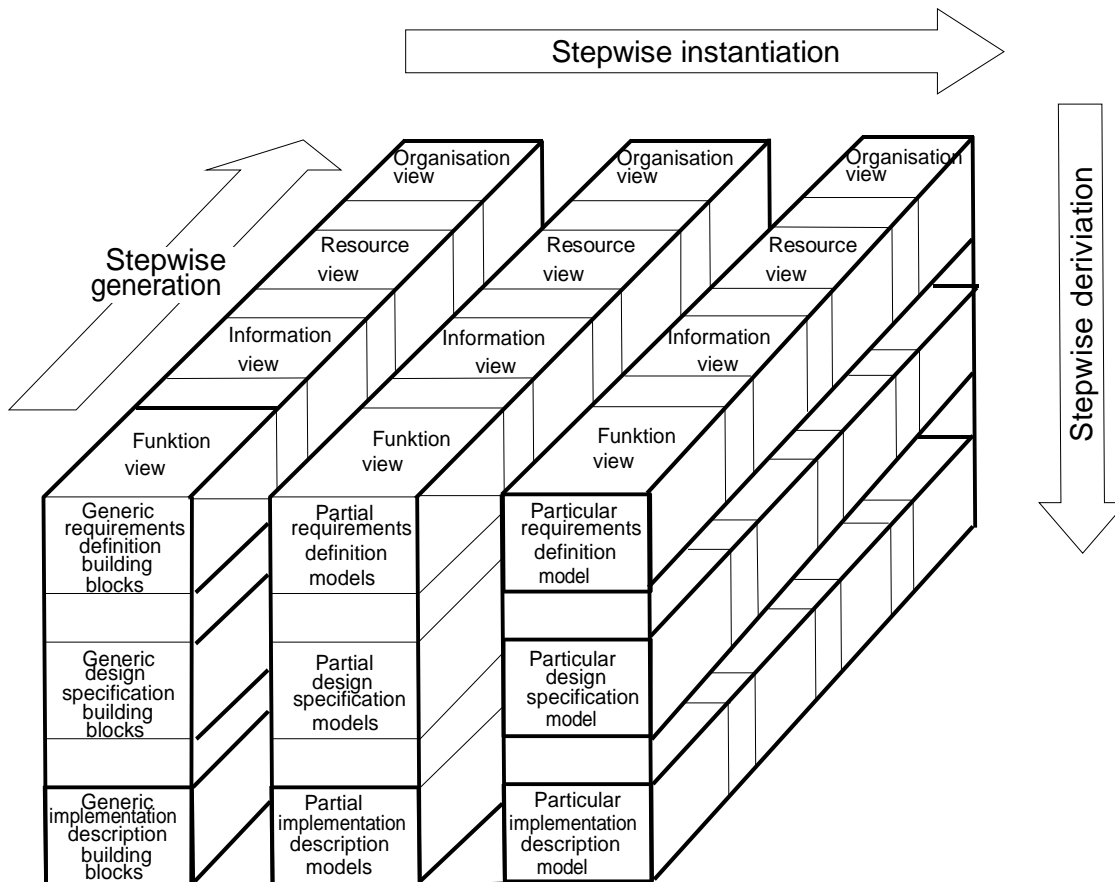 Stepwise instantiation
Stepwise deriviation
Stepwise
generation
Organisation
view
Organisation
view
Organisation
view
Resource
view
Resource
view
Resource
view
Information
view
Information
view
Information
view
Funktion
view
Funktion
view
Funktion
view
Generic
requirements
definition
building
blocks
Partial
requirements
definition
models
Particular
requirements
definition
model
Generic
design
specification
building
blocks
Partial
design
specification
models
Particular
design
specification
model
Generic
implementation
description
building
blocks
Partial
implementation
description
models
Particular
implementation
description
model